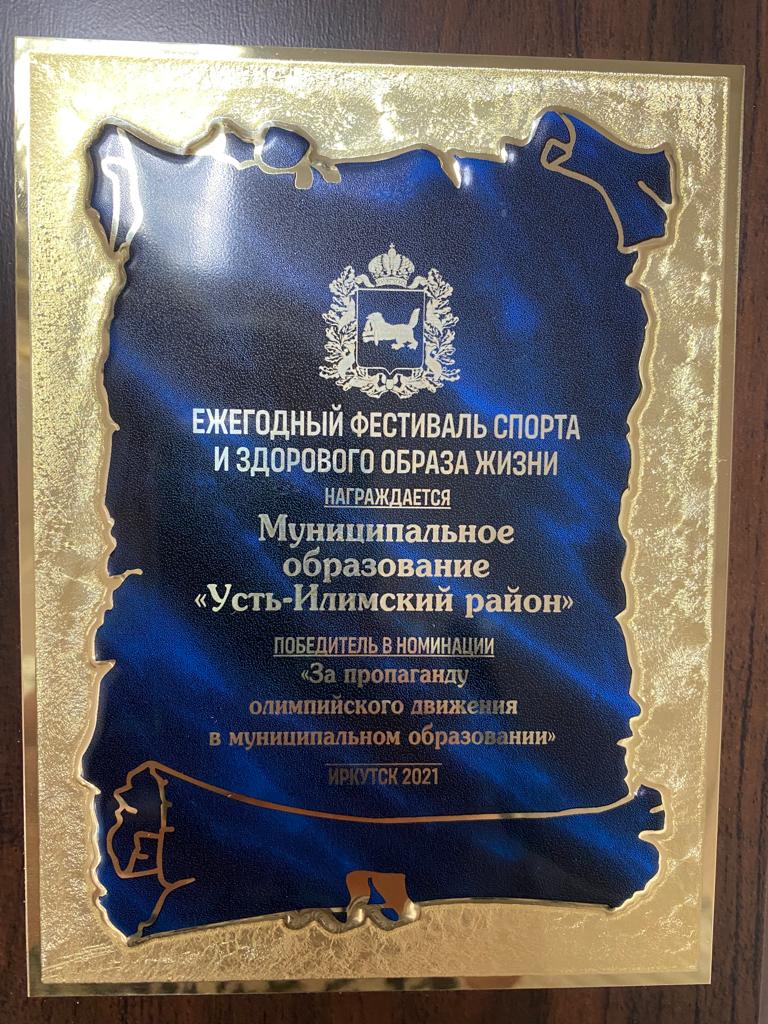 ЕЖЕГОДНЫЙ ФЕСТИВАЛЬ СПОРТА
И ЗДОРОВОГО ОБРАЗА ЖИЗНИ
НАГРАЖДАЕТСЯ
Муниципальное
образование
«Усть-Илимский район»
ПОБЕДИТЕЛЬ В НОМИНАЦИИ
«За пропаганду
олимпийского движения
в муниципальном образовании»
ИРКУТСК 2021